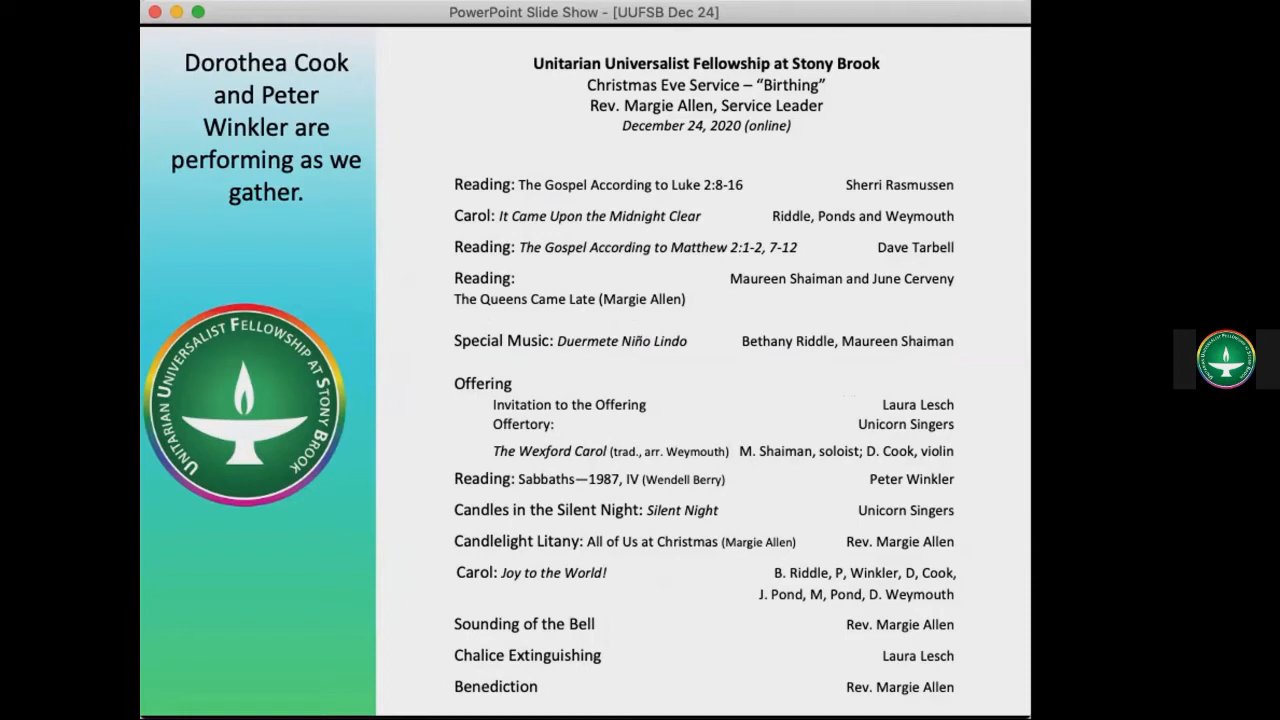 PowerPoint Slide Show - [UUFSB Dec 24]
Dorothea Cook
and Peter
Winkler are
performing as we
gather.
UNITARIAN UNIVERSALIST FELLOWSHIP AT STONY BROOK
Unitarian Universalist Fellowship at Stony Brook
Christmas Eve Service – “Birthing”
Rev. Margie Allen, Service Leader
December 24, 2020 (online)
Reading: The Gospel According to Luke 2:8-16 Sherri Rasmussen
Carol: It Came Upon the Midnight Clear Riddle, Ponds and Weymouth
Reading: The Gospel According to Matthew 2:1-2, 7-12 Dave Tarbell
Reading: Maureen Shaiman and June Cerveny
The Queens Came Late (Margie Allen)
Special Music: Duermete Niño Lindo Bethany Riddle, Maureen Shaiman
Offering
Invitation to the Offering Laura Lesch
Offertory: Unicorn Singers
The Wexford Carol (trad., arr. Weymouth) M. Shaiman, soloist; D. Cook, violin
Reading: Sabbaths—1987, IV (Wendell Berry) Peter Winkler
Candles in the Silent Night: Silent Night Unicorn Singers
Candlelight Litany: All of Us at Christmas (Margie Allen) Rev. Margie Allen
Carol: Joy to the World! B. Riddle, P, Winkler, D, Cook,
J. Pond, M, Pond, D. Weymouth
Sounding of the Bell Rev. Margie Allen
Chalice Extinguishing Laura Lesch
Benediction Rev. Margie Allen